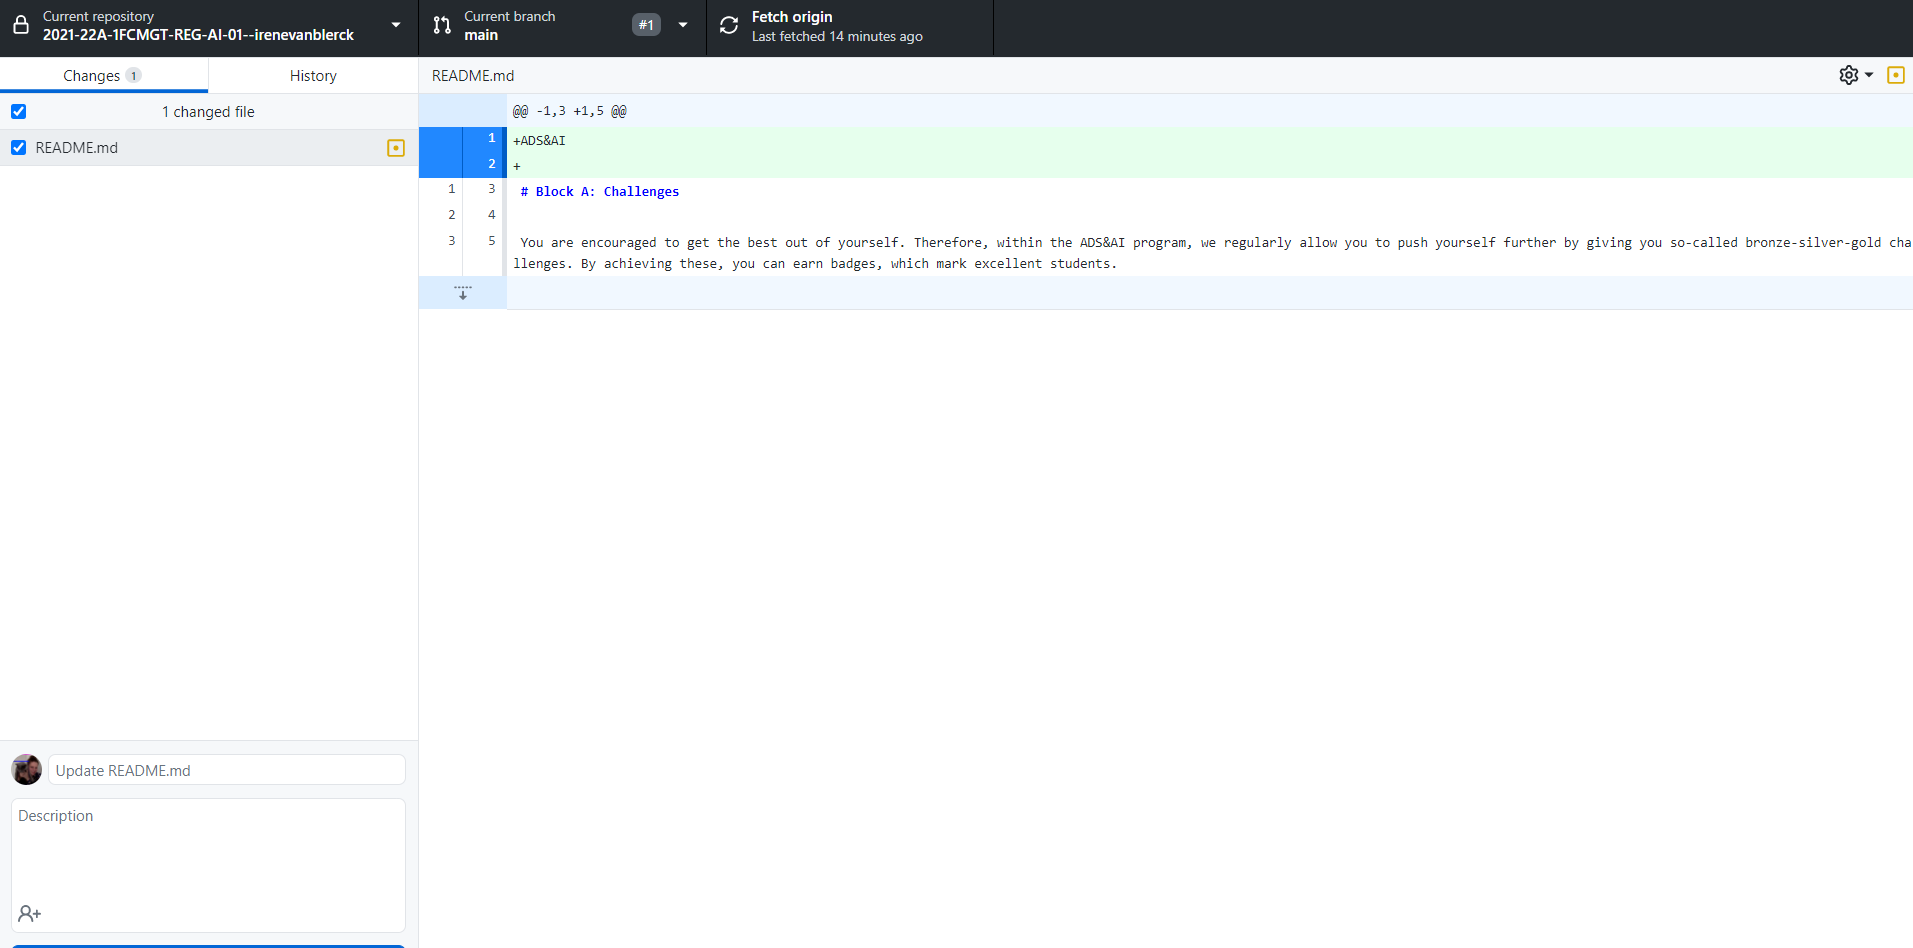 Current repository
2021-22A-1FCMGT-REG-AI-01--irenevanblerck
Current branch
main
#1
Fetch origin
Last fetched 14 minutes ago
Changes 1
History
README.md
1 changed file
README.md
@@ -1,3 +1,5 @@
1 +ADS&AI
2 +
1 3 # Block A: Challenges
2 4
3 5 You are encouraged to get the best out of yourself. Therefore, within the ADS&AI program, we regularly allow you to push yourself further by giving you so-called bronze-silver-gold cha
llenges. By achieving these, you can earn badges, which mark excellent students.
Update README.md
Description